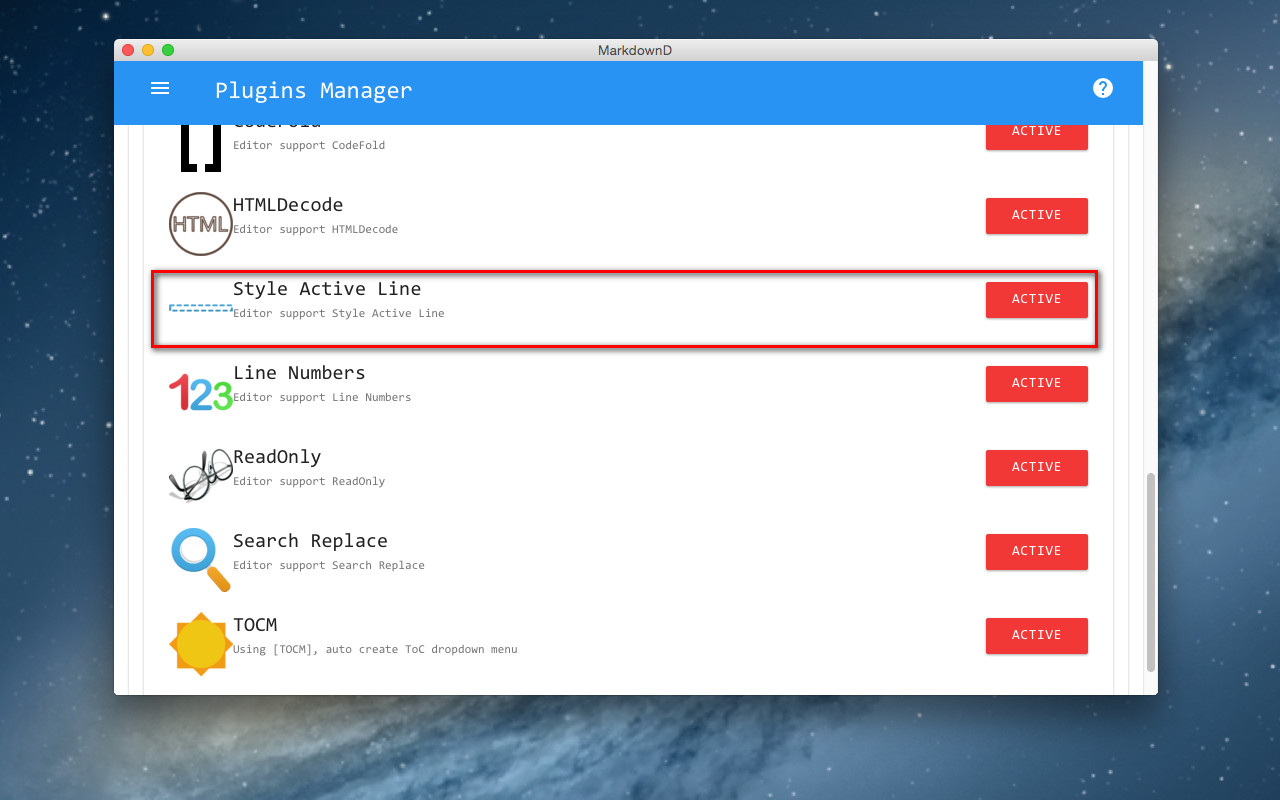 MarkdownD
Plugins Manager
CodeFold
Editor support CodeFold
ACTIVE
HTML
HTMLDecode
Editor support HTMLDecode
ACTIVE
Style Active Line
Editor support Style Active Line
ACTIVE
123
Line Numbers
Editor support Line Numbers
ACTIVE
ReadOnly
Editor support ReadOnly
ACTIVE
Search Replace
Editor support Search Replace
ACTIVE
TOCM
Using [TOCM], auto create ToC dropdown menu
ACTIVE